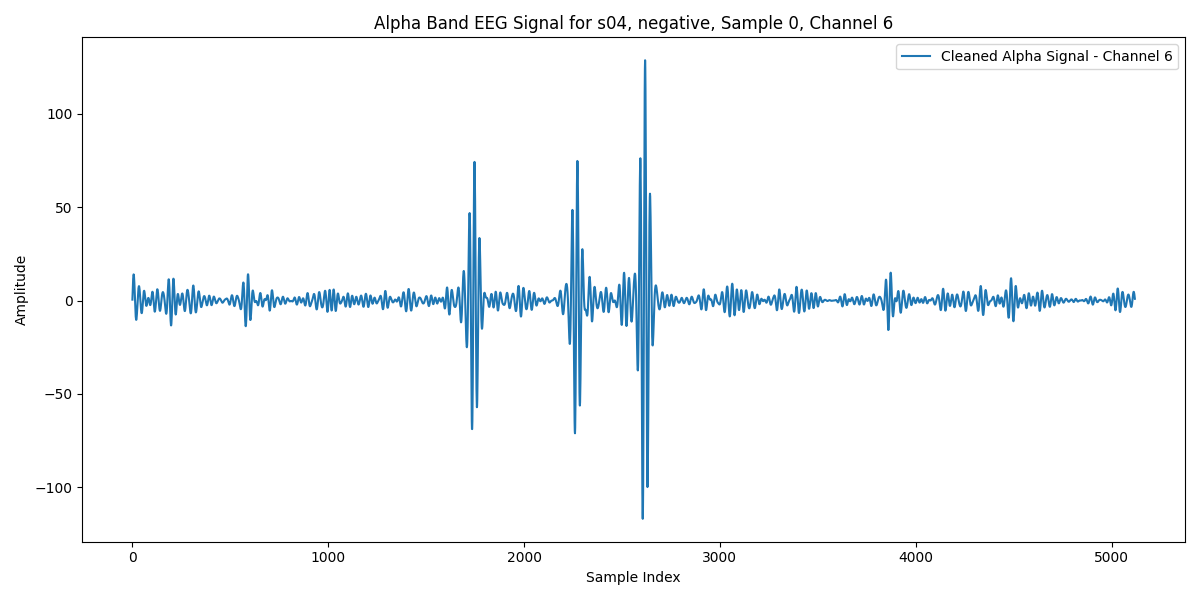 Alpha Band EEG Signal for s04, negative, Sample 0, Channel 6
Cleaned Alpha Signal - Channel 6
Amplitude
100
50
0
−50
−100
0 1000 2000 3000 4000 5000
Sample Index